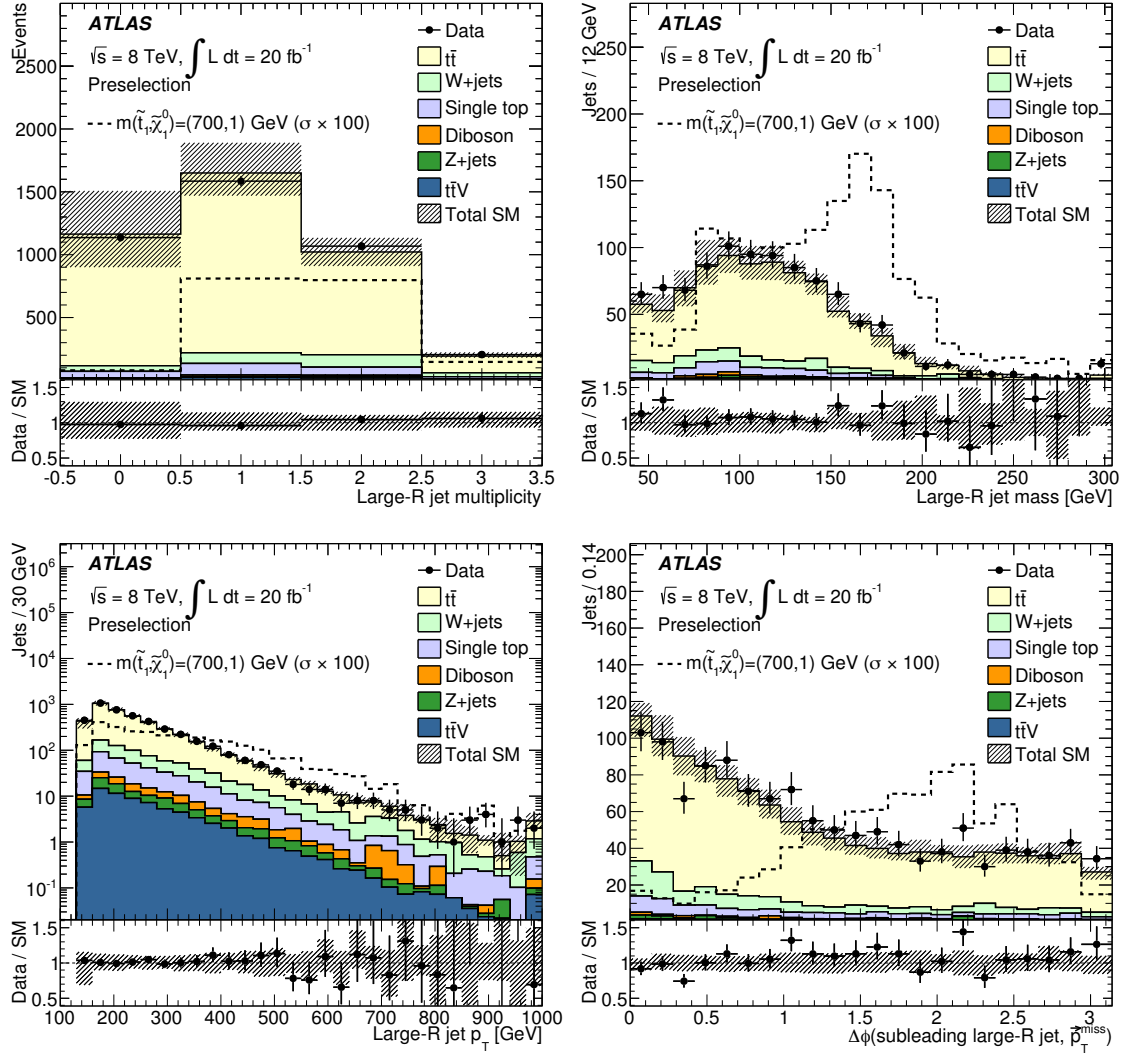 Events
ATLAS
√s = 8 TeV, ∫ L dt = 20 fb⁻¹
Preselection
m(t̃₁,χ̃₁⁰)=(700,1) GeV (σ × 100)
Data
tt̄
W+jets
Single top
Diboson
Z+jets
tt̄V
Total SM
2500
2000
1500
1000
500
Data / SM
1.5
1
0.5
-0.5 0 0.5 1 1.5 2 2.5 3 3.5
Large-R jet multiplicity
Jets / 12 GeV
ATLAS
√s = 8 TeV, ∫ L dt = 20 fb⁻¹
Preselection
m(t̃₁,χ̃₁⁰)=(700,1) GeV (σ × 100)
Data
tt̄
W+jets
Single top
Diboson
Z+jets
tt̄V
Total SM
250
200
150
100
50
Data / SM
1.5
1
0.5
50 100 150 200 250 300
Large-R jet mass [GeV]
Jets / 30 GeV
ATLAS
√s = 8 TeV, ∫ L dt = 20 fb⁻¹
Preselection
m(t̃₁,χ̃₁⁰)=(700,1) GeV (σ × 100)
Data
tt̄
W+jets
Single top
Diboson
Z+jets
tt̄V
Total SM
10⁶
10⁵
10⁴
10³
10²
10
1
10⁻¹
Data / SM
1.5
1
0.5
100 200 300 400 500 600 700 800 900 1000
Large-R jet p_T [GeV]
Jets / 0.14
ATLAS
√s = 8 TeV, ∫ L dt = 20 fb⁻¹
Preselection
m(t̃₁,χ̃₁⁰)=(700,1) GeV (σ × 100)
Data
tt̄
W+jets
Single top
Diboson
Z+jets
tt̄V
Total SM
200
180
160
140
120
100
80
60
40
20
Data / SM
1.5
1
0.5
0 0.5 1 1.5 2 2.5 3
Δϕ(subleading large-R jet, p⃗_T^miss)